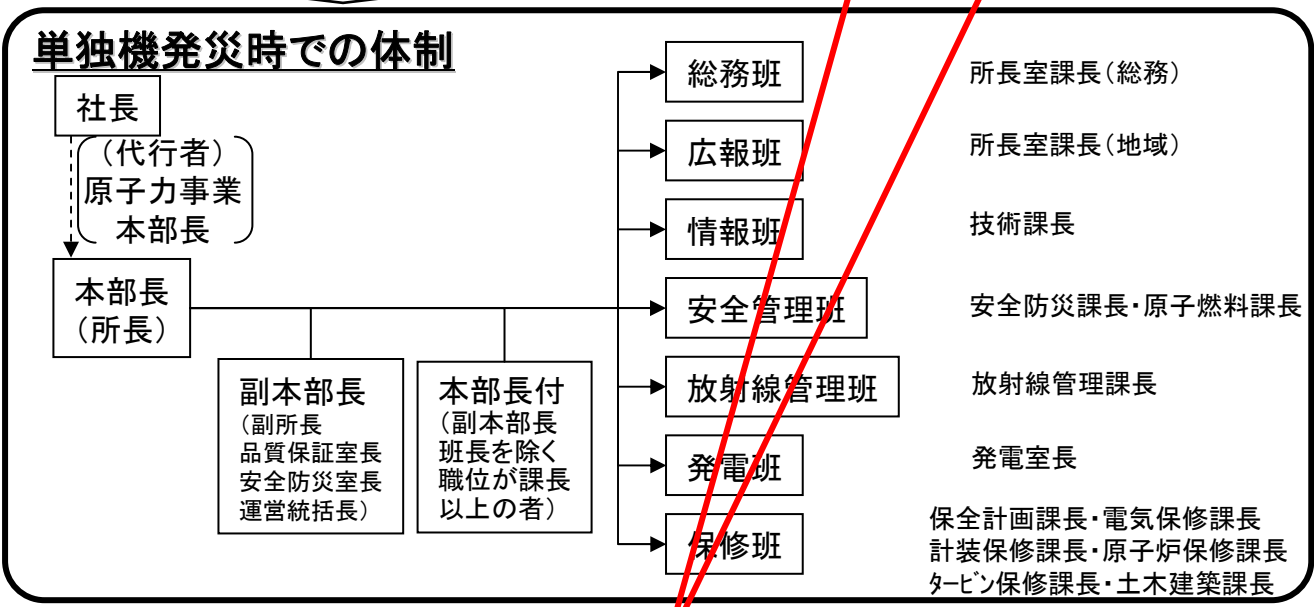 単独機発災時での体制
社長
(代行者)
原子力事業
本部長
本部長
(所長)
副本部長
(副所長
品質保証室長
安全防災室長
運営統括長)
本部長付
(副本部長
班長を除く
職位が課長
以上の者)
総務班 所長室課長(総務)
広報班 所長室課長(地域)
情報班 技術課長
安全管理班 安全防災課長・原子燃料課長
放射線管理班 放射線管理課長
発電班 発電室長
保修班
保全計画課長・電気保修課長
計装保修課長・原子炉保修課長
タービン保修課長・土木建築課長